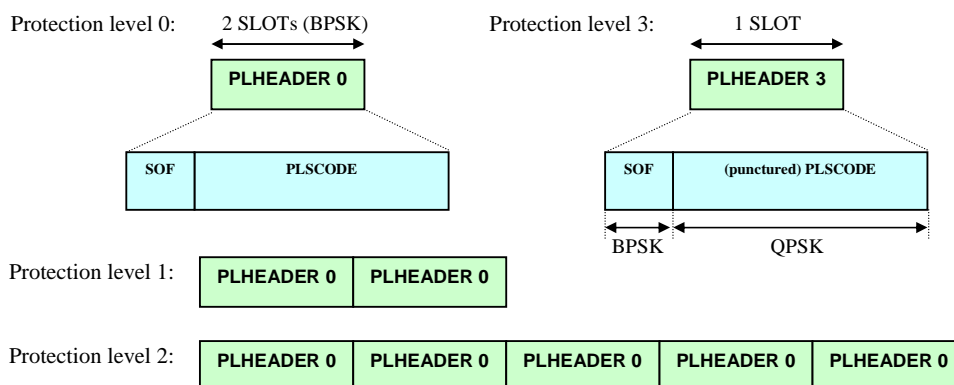 Protection level 0:
2 SLOTs (BPSK)
PLHEADER 0
SOF
PLSCODE
Protection level 3:
1 SLOT
PLHEADER 3
SOF
(punctured) PLSCODE
BPSK
QPSK
Protection level 1:
PLHEADER 0
PLHEADER 0
Protection level 2:
PLHEADER 0
PLHEADER 0
PLHEADER 0
PLHEADER 0
PLHEADER 0